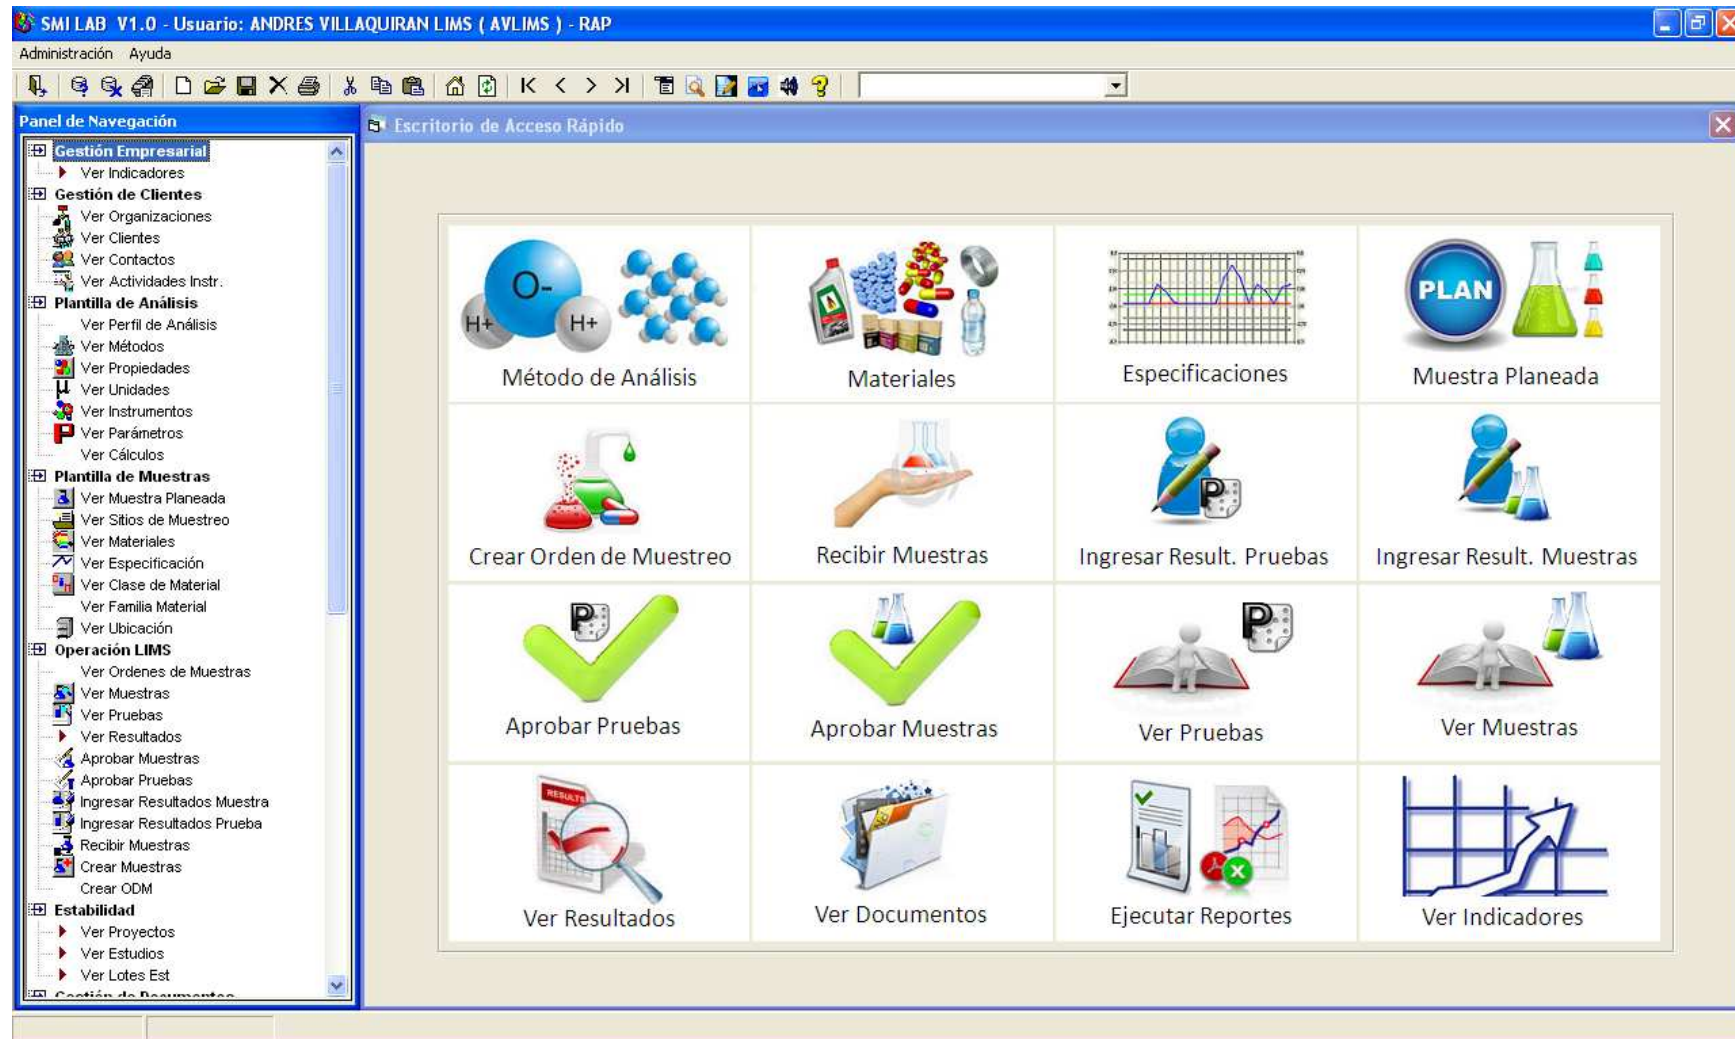 SMI LAB V1.0 - Usuario: ANDRES VILLAQUIRAN LIMS ( AVLIMS ) - RAP
Administración Ayuda
Panel de Navegación
Gestión Empresarial
Ver Indicadores
Gestión de Clientes
Ver Organizaciones
Ver Clientes
Ver Contactos
Ver Actividades Instr.
Plantilla de Análisis
Ver Perfil de Análisis
Ver Métodos
Ver Propiedades
Ver Unidades
Ver Instrumentos
Ver Parámetros
Ver Cálculos
Plantilla de Muestras
Ver Muestra Planeada
Ver Sitios de Muestreo
Ver Materiales
Ver Especificación
Ver Clase de Material
Ver Familia Material
Ver Ubicación
Operación LIMS
Ver Ordenes de Muestras
Ver Muestras
Ver Pruebas
Ver Resultados
Aprobar Muestras
Aprobar Pruebas
Ingresar Resultados Muestra
Ingresar Resultados Prueba
Recibir Muestras
Crear Muestras
Crear ODM
Estabilidad
Ver Proyectos
Ver Estudios
Ver Lotes Est
Gestión de Documentos
Escritorio de Acceso Rápido
O-
H+ H+
PLAN
Método de Análisis
Materiales
Especificaciones
Muestra Planeada
P
Crear Orden de Muestreo
Recibir Muestras
Ingresar Result. Pruebas
Ingresar Result. Muestras
P
P
Aprobar Pruebas
Aprobar Muestras
Ver Pruebas
Ver Muestras
RESULTS
Ver Resultados
Ver Documentos
Ejecutar Reportes
Ver Indicadores